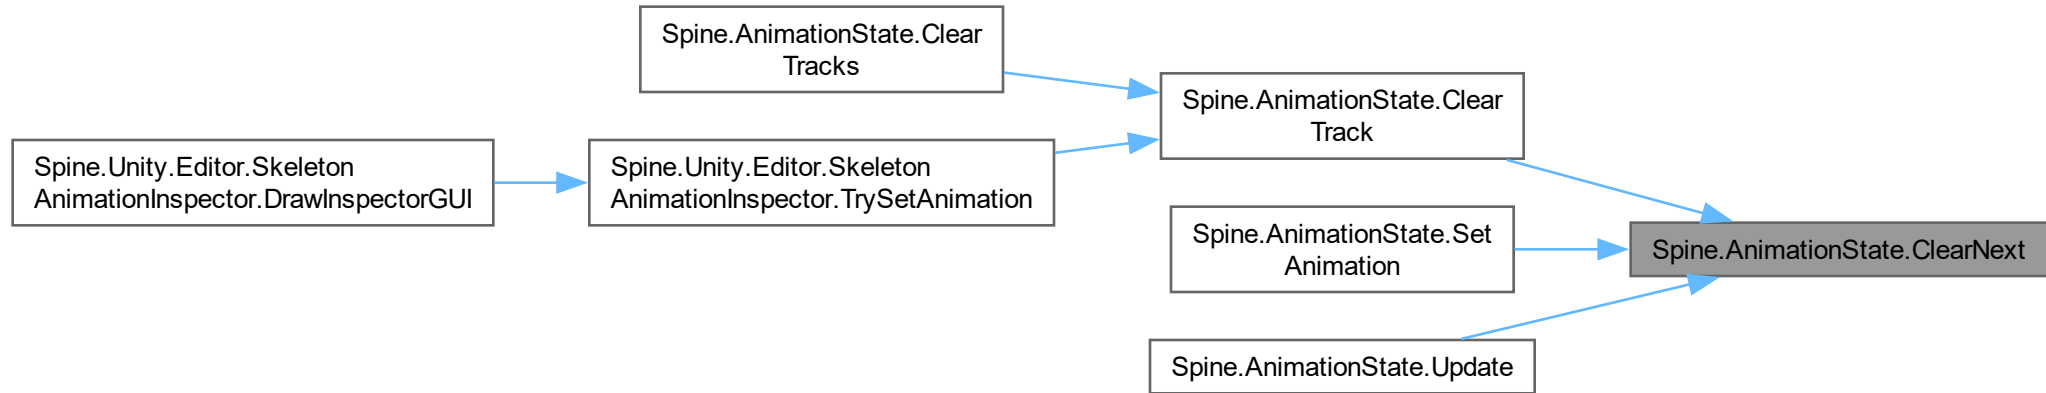 Spine.AnimationState.Clear
Tracks
Spine.AnimationState.Clear
Track
Spine.Unity.Editor.Skeleton
AnimationInspector.DrawInspectorGUI
Spine.Unity.Editor.Skeleton
AnimationInspector.TrySetAnimation
Spine.AnimationState.Set
Animation
Spine.AnimationState.ClearNext
Spine.AnimationState.Update